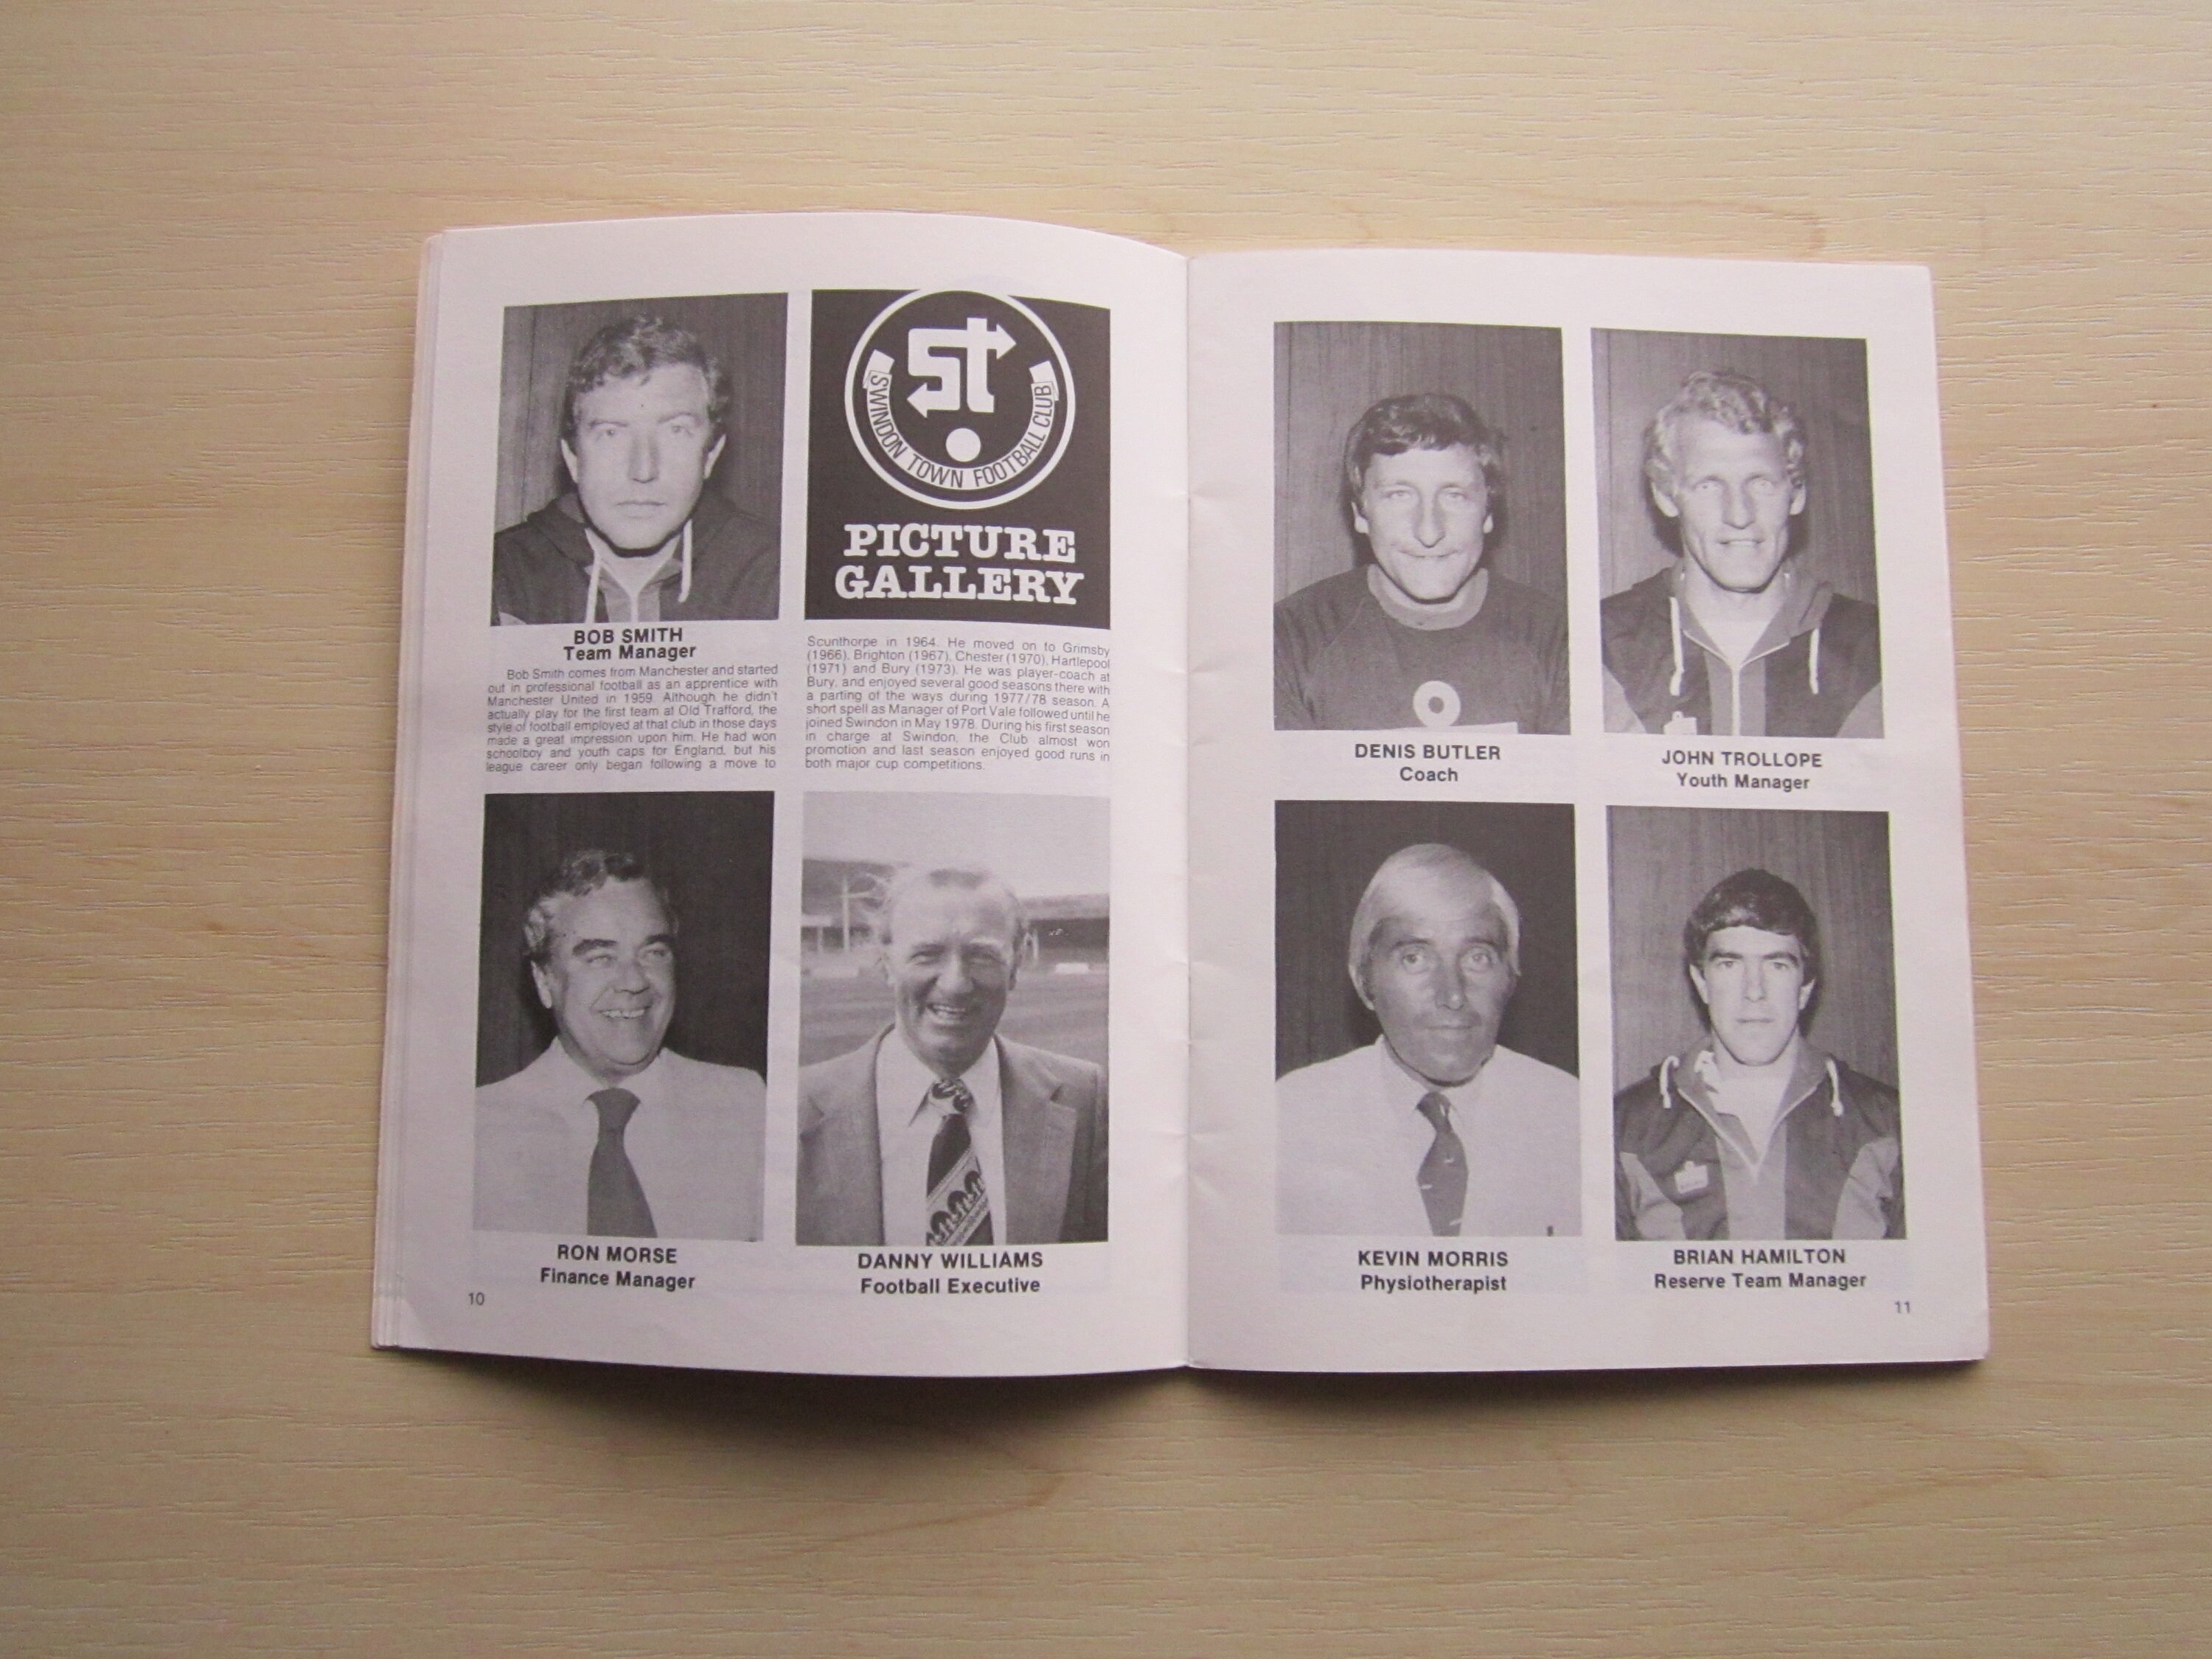 st
SWINDON TOWN FOOTBALL CLUB
PICTURE
GALLERY
BOB SMITH
Team Manager
Bob Smith comes from Manchester and started
out in professional football as an apprentice with
Manchester United in 1959. Although he didn't
actually play for the first team at Old Trafford, the
style of football employed at that club in those days
made a great impression upon him. He had won
schoolboy and youth caps for England, but his
league career only began following a move to
Scunthorpe in 1964. He moved on to Grimsby
(1966), Brighton (1967), Chester (1970), Hartlepool
(1971) and Bury (1973). He was player-coach at
Bury, and enjoyed several good seasons there with
a parting of the ways during 1977/78 season. A
short spell as Manager of Port Vale followed until he
joined Swindon in May 1978. During his first season
in charge at Swindon, the Club almost won
promotion and last season enjoyed good runs in
both major cup competitions.
RON MORSE
Finance Manager
DANNY WILLIAMS
Football Executive
10
DENIS BUTLER
Coach
JOHN TROLLOPE
Youth Manager
KEVIN MORRIS
Physiotherapist
BRIAN HAMILTON
Reserve Team Manager
11